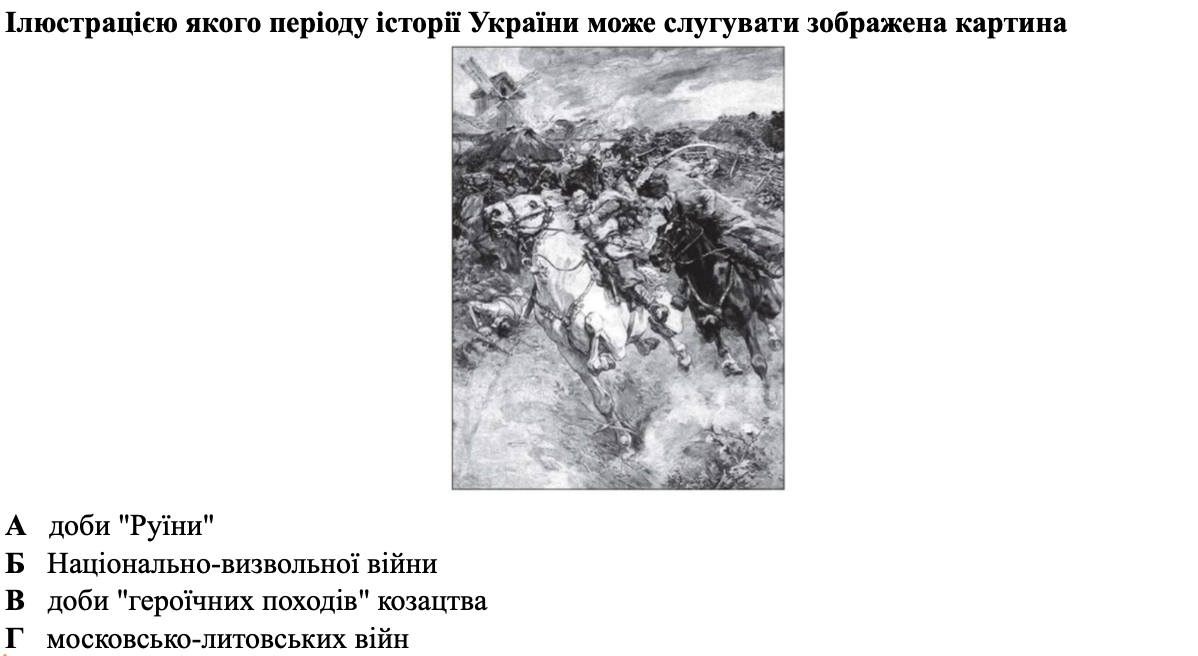 Ілюстрацією якого періоду історії України може слугувати зображена картина
А доби "Руїни"
Б Національно-визвольної війни
В доби "героїчних походів" козацтва
Г московсько-литовських війн